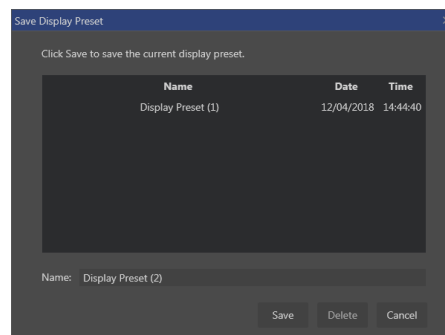 Save Display Preset
Click Save to save the current display preset.
Name Date Time
Display Preset (1) 12/04/2018 14:44:40
Name: Display Preset (2)
Save Delete Cancel